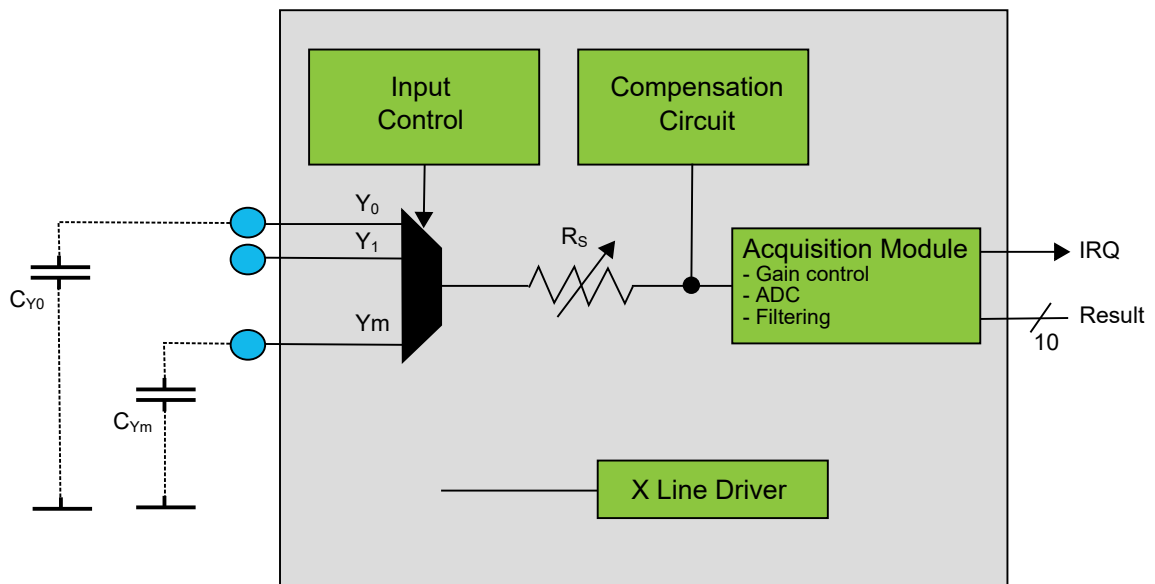 Input
Control
Compensation
Circuit
Y0
Y1
Ym
RS
Acquisition Module
- Gain control
- ADC
- Filtering
IRQ
Result
10
CY0
CYm
X Line Driver